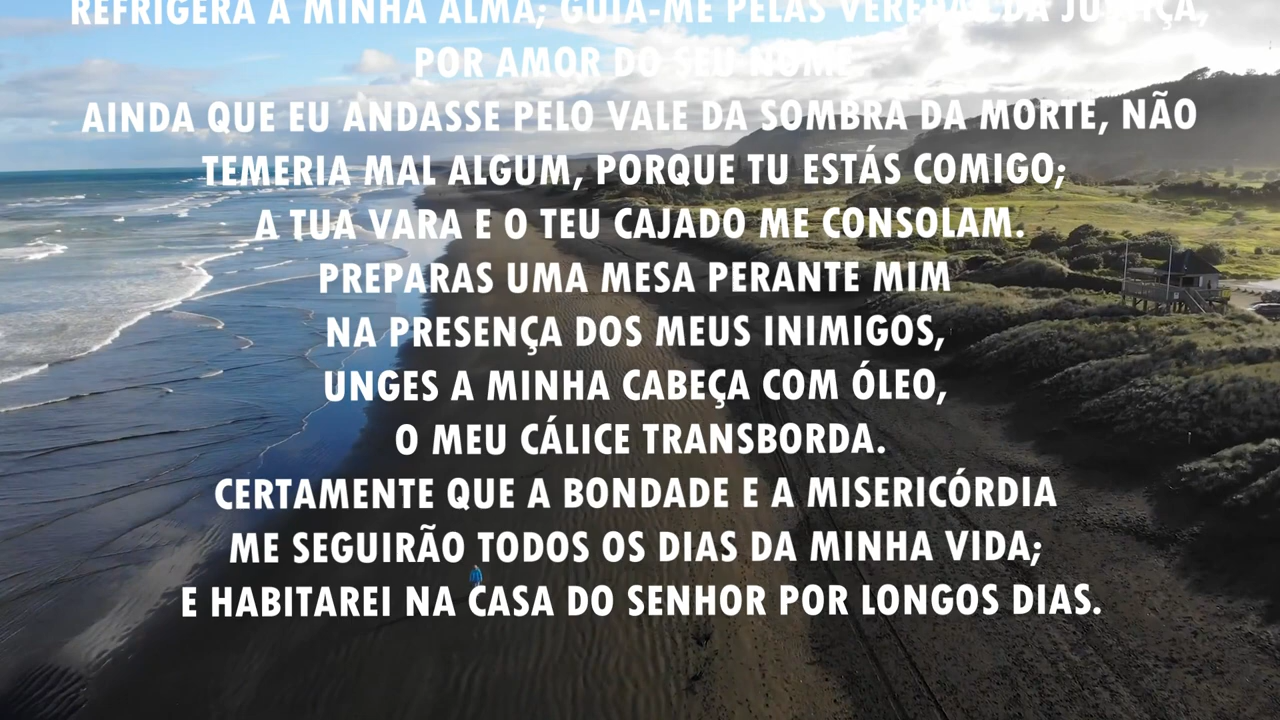 REFRIGERA A MINHA ALMA; GUIA-ME PELAS VEREDAS DA JUSTIÇA,
POR AMOR DO SEU NOME
AINDA QUE EU ANDASSE PELO VALE DA SOMBRA DA MORTE, NÃO
TEMERIA MAL ALGUM, PORQUE TU ESTÁS COMIGO;
A TUA VARA E O TEU CAJADO ME CONSOLAM.
PREPARAS UMA MESA PERANTE MIM
NA PRESENÇA DOS MEUS INIMIGOS,
UNGES A MINHA CABEÇA COM ÓLEO,
O MEU CÁLICE TRANSBORDA.
CERTAMENTE QUE A BONDADE E A MISERICÓRDIA
ME SEGUIRÃO TODOS OS DIAS DA MINHA VIDA;
E HABITAREI NA CASA DO SENHOR POR LONGOS DIAS.